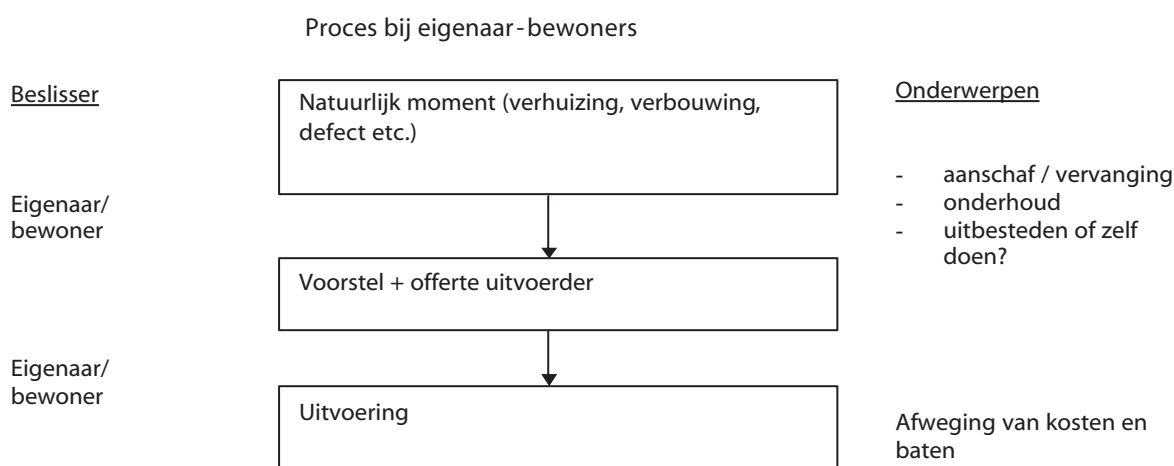 Proces bij eigenaar-bewoners
Beslisser
Natuurlijk moment (verhuizing, verbouwing,
defect etc.)
Onderwerpen
Eigenaar/
bewoner
- aanschaf / vervanging
- onderhoud
- uitbesteden of zelf
doen?
Voorstel + offerte uitvoerder
Eigenaar/
bewoner
Uitvoering
Afweging van kosten en
baten